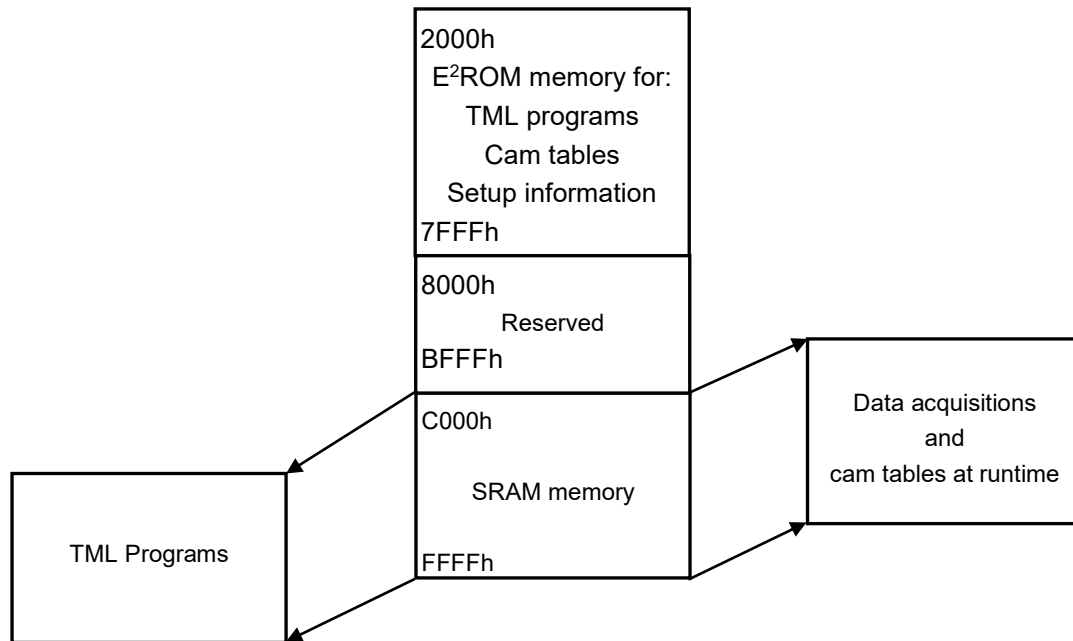 2000h
E²ROM memory for:
TML programs
Cam tables
Setup information
7FFFh
8000h
Reserved
BFFFh
C000h
SRAM memory
FFFFh
TML Programs
Data acquisitions
and
cam tables at runtime